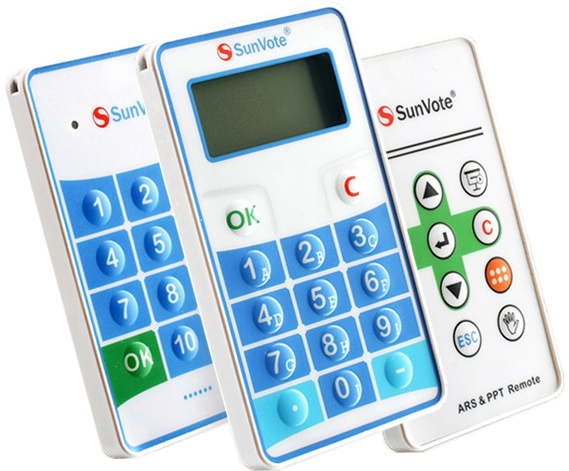 SunV
1 2
4 5
7 8
OK 10
SunVote®
OK C
1A 2B 3C
4D 5E 6F
7G 8H 9I
. 0J -
SunVote®
C
ESC
ARS & PPT Remote